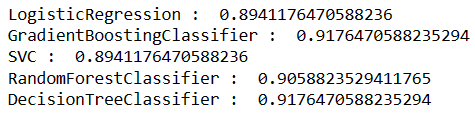 LogisticRegression :  0.8941176470588236
GradientBoostingClassifier :  0.9176470588235294
SVC :  0.8941176470588236
RandomForestClassifier :  0.9058823529411765
DecisionTreeClassifier :  0.9176470588235294